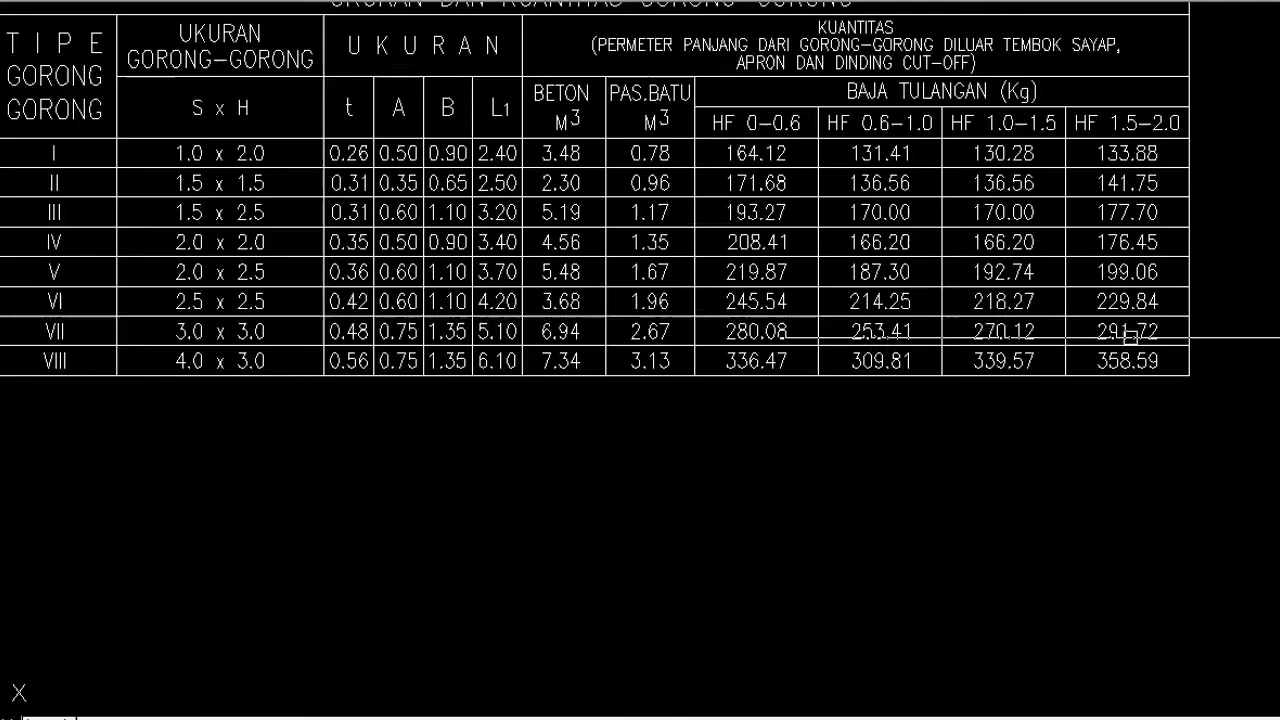 UKURAN DAN KUANTITAS GORONG-GORONG
TIPE GORONG GORONG
UKURAN GORONG-GORONG
UKURAN
KUANTITAS
(PERMETER PANJANG DARI GORONG-GORONG DILUAR TEMBOK SAYAP,
APRON DAN DINDING CUT-OFF)
S x H
t A B L1
BETON M3
PAS.BATU M3
BAJA TULANGAN (Kg)
HF 0-0.6 HF 0.6-1.0 HF 1.0-1.5 HF 1.5-2.0
I 1.0 x 2.0 0.26 0.50 0.90 2.40 3.48 0.78 164.12 131.41 130.28 133.88
II 1.5 x 1.5 0.31 0.35 0.65 2.50 2.30 0.96 171.68 136.56 136.56 141.75
III 1.5 x 2.5 0.31 0.60 1.10 3.20 5.19 1.17 193.27 170.00 170.00 177.70
IV 2.0 x 2.0 0.35 0.50 0.90 3.40 4.56 1.35 208.41 166.20 166.20 176.45
V 2.0 x 2.5 0.36 0.60 1.10 3.70 5.48 1.67 219.87 187.30 192.74 199.06
VI 2.5 x 2.5 0.42 0.60 1.10 4.20 3.68 1.96 245.54 214.25 218.27 229.84
VII 3.0 x 3.0 0.48 0.75 1.35 5.10 6.94 2.67 280.08 253.41 270.12 291.72
VIII 4.0 x 3.0 0.56 0.75 1.35 6.10 7.34 3.13 336.47 309.81 339.57 358.59
X